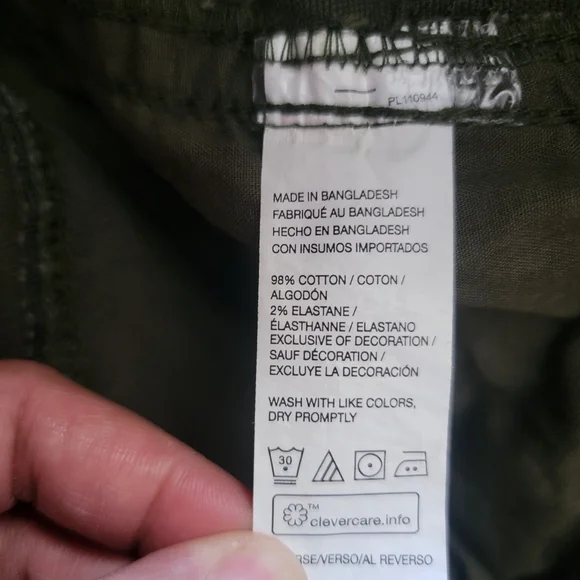 PL110944
MADE IN BANGLADESH
FABRIQUÉ AU BANGLADESH
HECHO EN BANGLADESH
CON INSUMOS IMPORTADOS
98% COTTON / COTON /
ALGODÓN
2% ELASTANE /
ÉLASTHANNE / ELASTANO
EXCLUSIVE OF DECORATION /
SAUF DÉCORATION /
EXCLUYE LA DECORACIÓN
WASH WITH LIKE COLORS,
DRY PROMPTLY
30
TM
clevercare.info
RSE/VERSO/AL REVERSO